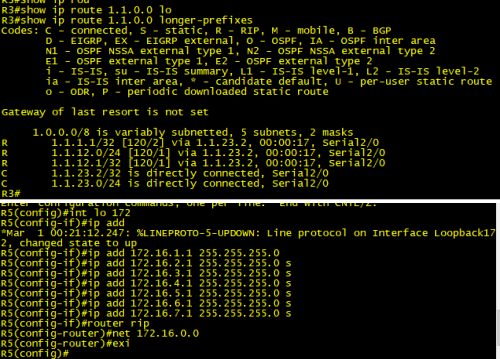 R3#show ip rou
R3#show ip route 1.1.0.0 lo
R3#show ip route 1.1.0.0 longer-prefixes
Codes: C - connected, S - static, R - RIP, M - mobile, B - BGP
D - EIGRP, EX - EIGRP external, O - OSPF, IA - OSPF inter area
N1 - OSPF NSSA external type 1, N2 - OSPF NSSA external type 2
E1 - OSPF external type 1, E2 - OSPF external type 2
i - IS-IS, su - IS-IS summary, L1 - IS-IS level-1, L2 - IS-IS level-2
ia - IS-IS inter area, * - candidate default, U - per-user static route
o - ODR, P - periodic downloaded static route
Gateway of last resort is not set
1.0.0.0/8 is variably subnetted, 5 subnets, 2 masks
R 1.1.1.1/32 [120/2] via 1.1.23.2, 00:00:17, Serial2/0
R 1.1.12.0/24 [120/1] via 1.1.23.2, 00:00:17, Serial2/0
R 1.1.12.1/32 [120/1] via 1.1.23.2, 00:00:17, Serial2/0
C 1.1.23.2/32 is directly connected, Serial2/0
C 1.1.23.0/24 is directly connected, Serial2/0
R3#
Enter configuration commands, one per line. End with CNTL/Z.
R5(config)#int lo 172
R5(config-if)#ip add
*Mar 1 00:21:12.247: %LINEPROTO-5-UPDOWN: Line protocol on Interface Loopback17
2, changed state to up
R5(config-if)#ip add 172.16.1.1 255.255.255.0
R5(config-if)#ip add 172.16.2.1 255.255.255.0 s
R5(config-if)#ip add 172.16.3.1 255.255.255.0 s
R5(config-if)#ip add 172.16.4.1 255.255.255.0 s
R5(config-if)#ip add 172.16.5.1 255.255.255.0 s
R5(config-if)#ip add 172.16.6.1 255.255.255.0 s
R5(config-if)#ip add 172.16.7.1 255.255.255.0 s
R5(config-if)#router rip
R5(config-router)#net 172.16.0.0
R5(config-router)#exi
R5(config)#